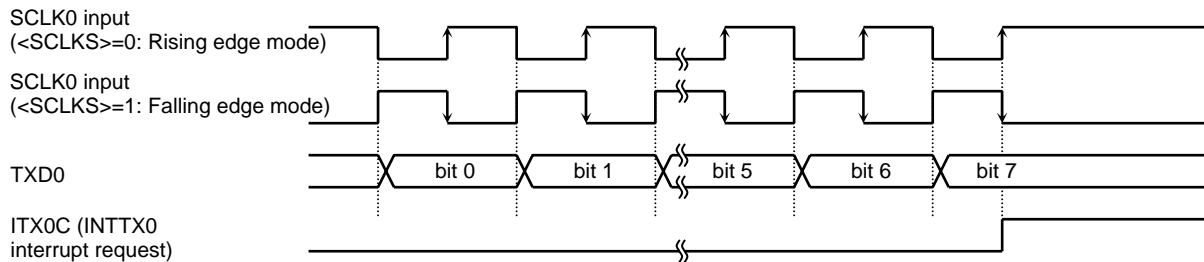 SCLK0 input
(<SCLKS>=0: Rising edge mode)
SCLK0 input
(<SCLKS>=1: Falling edge mode)
TXD0
bit 0
bit 1
bit 5
bit 6
bit 7
ITX0C (INTTX0
interrupt request)